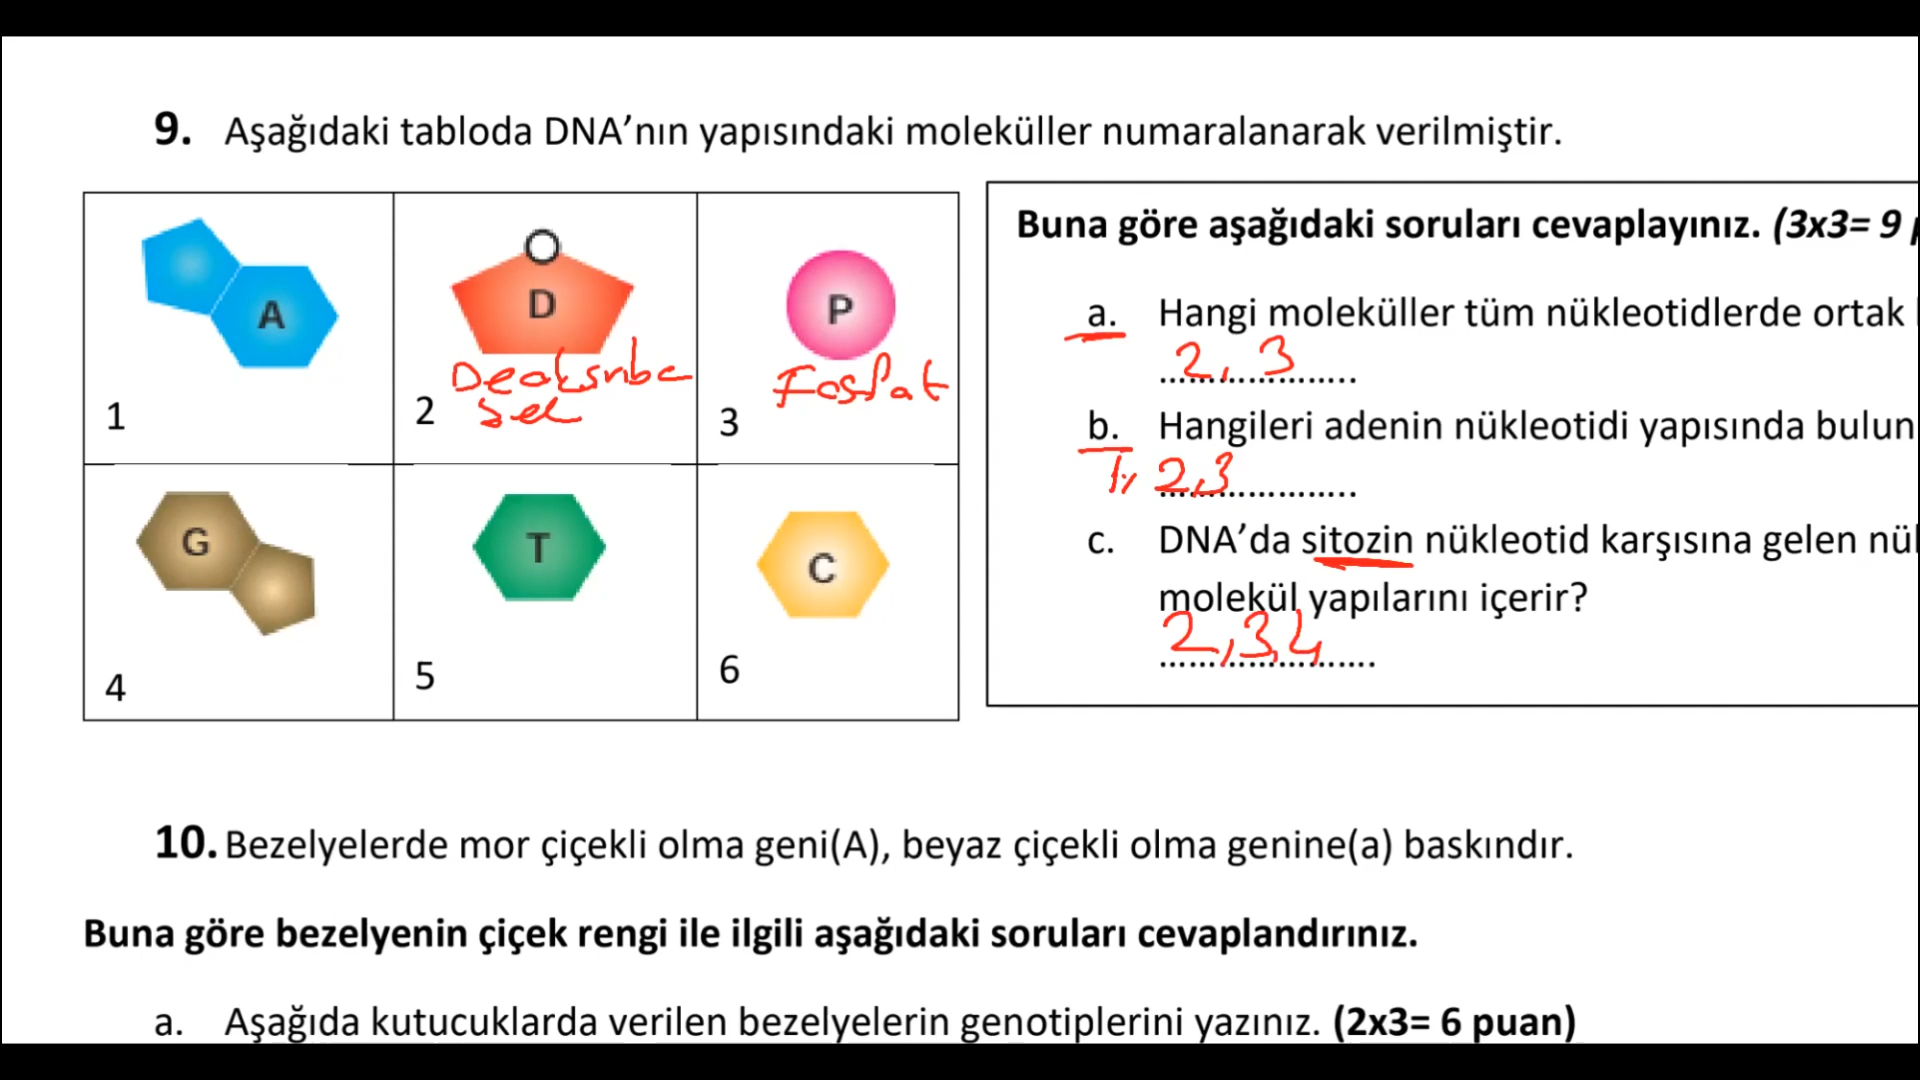 9. Aşağıdaki tabloda DNA’nın yapısındaki moleküller numaralanarak verilmiştir.
A
1
D
Deoksribo
2
şek
P
Fosfat
3
G
4
T
5
C
6
Buna göre aşağıdaki soruları cevaplayınız. (3x3= 9
a. Hangi moleküller tüm nükleotidlerde ortak
2, 3
.....................
b. Hangileri adenin nükleotidi yapısında bulun
1, 2,3
.....................
c. DNA’da sitozin nükleotid karşısına gelen nü
molekül yapılarını içerir?
2,3,4
.......................
10. Bezelyelerde mor çiçekli olma geni(A), beyaz çiçekli olma genine(a) baskındır.
Buna göre bezelyenin çiçek rengi ile ilgili aşağıdaki soruları cevaplandırınız.
a. Aşağıda kutucuklarda verilen bezelyelerin genotiplerini yazınız. (2x3= 6 puan)